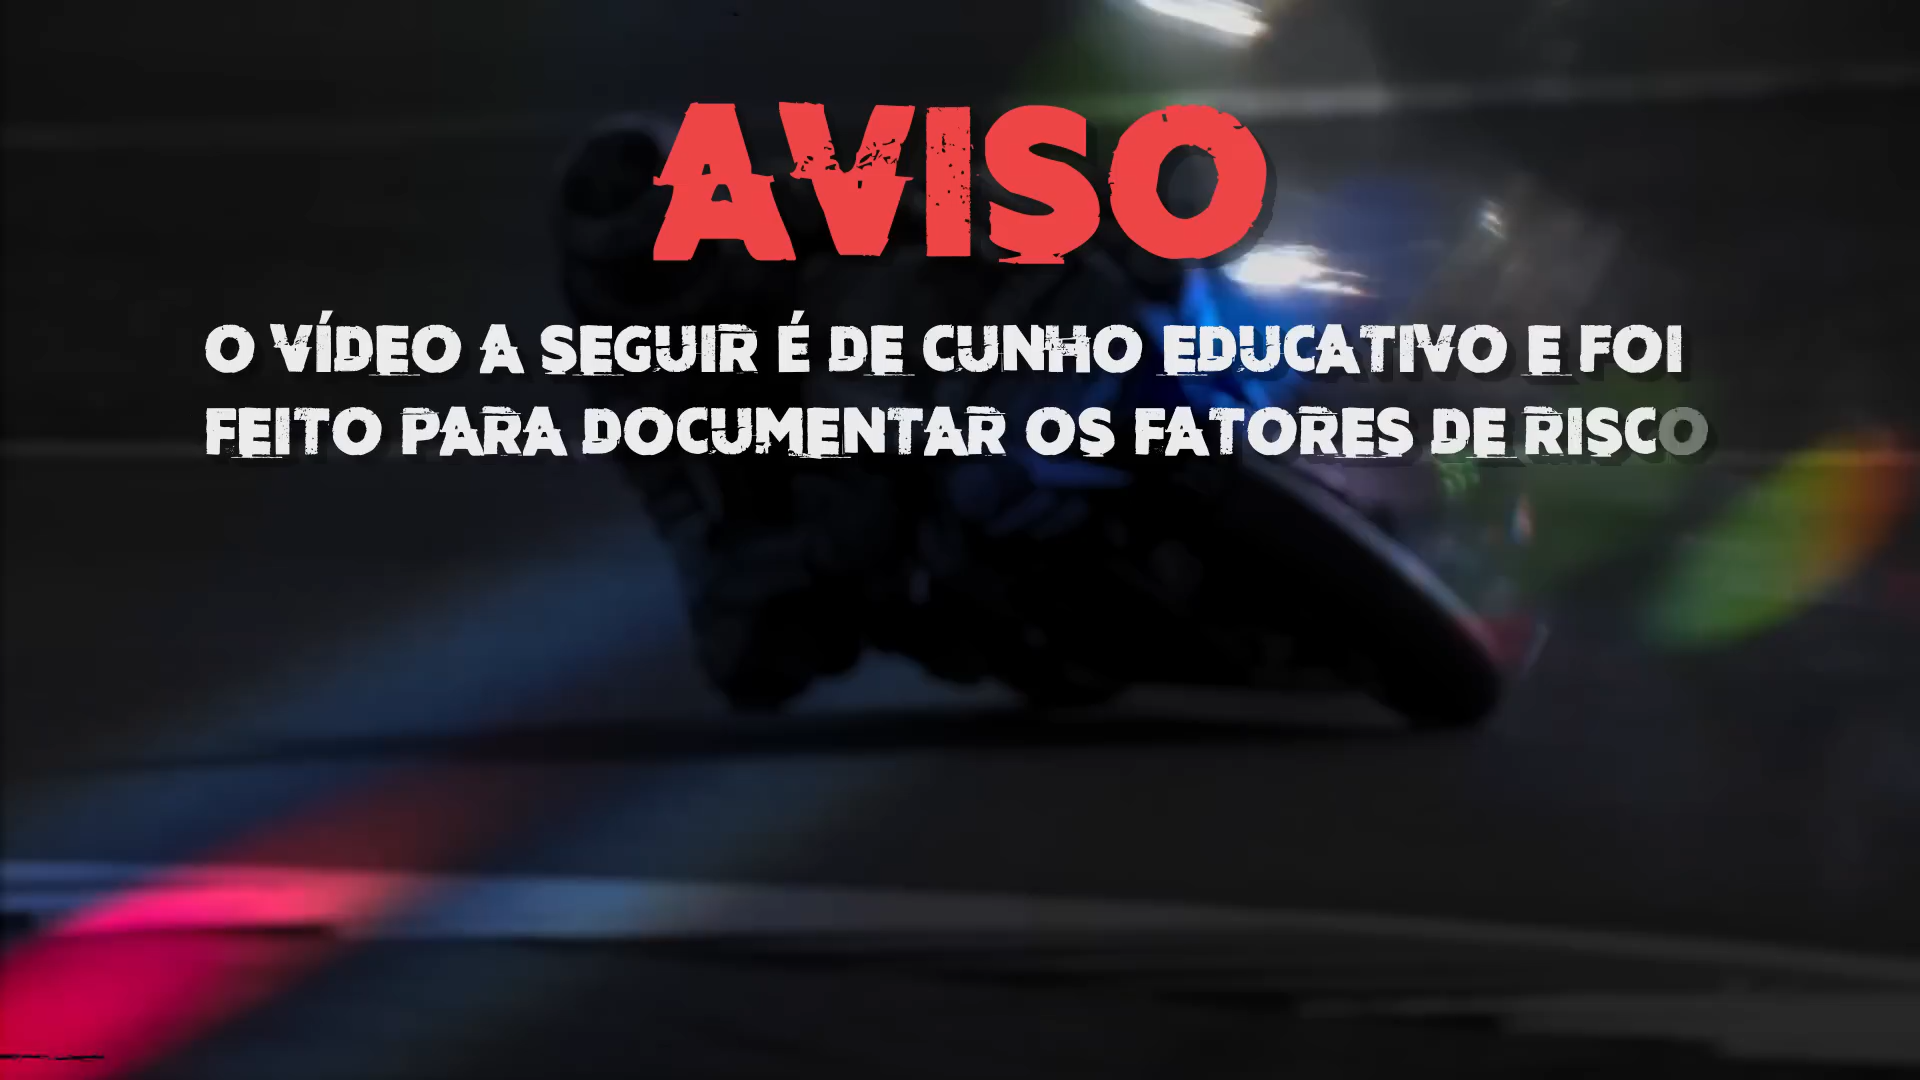 AVISO
O VÍDEO A SEGUIR É DE CUNHO EDUCATIVO E FOI
FEITO PARA DOCUMENTAR OS FATORES DE RISCO